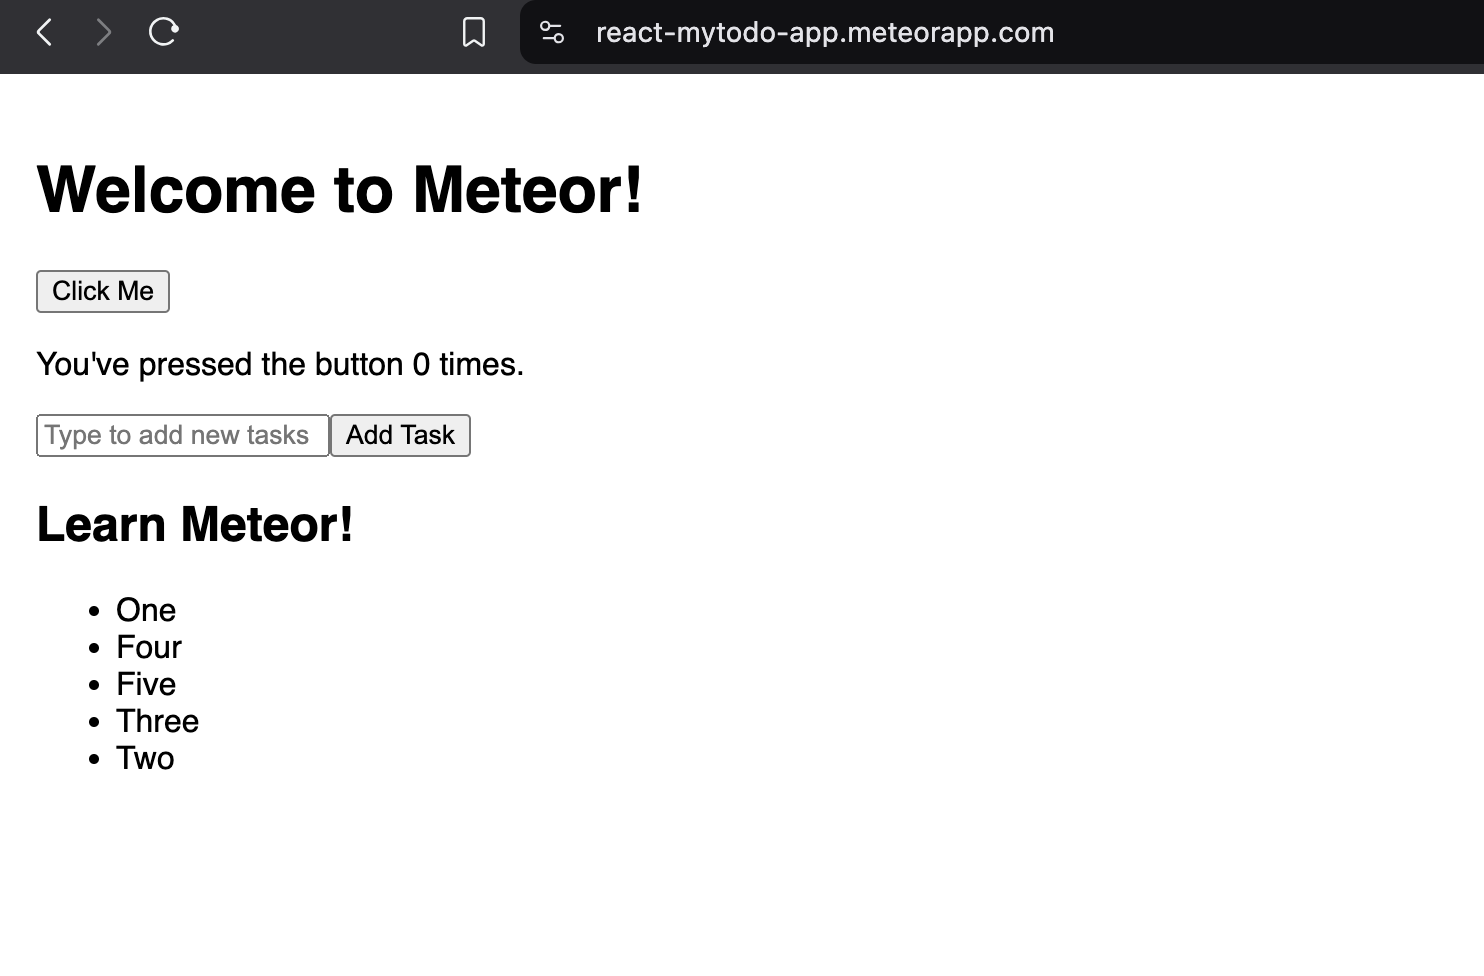 react-mytodo-app.meteorapp.com
Welcome to Meteor!
Click Me
You've pressed the button 0 times.
Type to add new tasks Add Task
Learn Meteor!
One
Four
Five
Three
Two